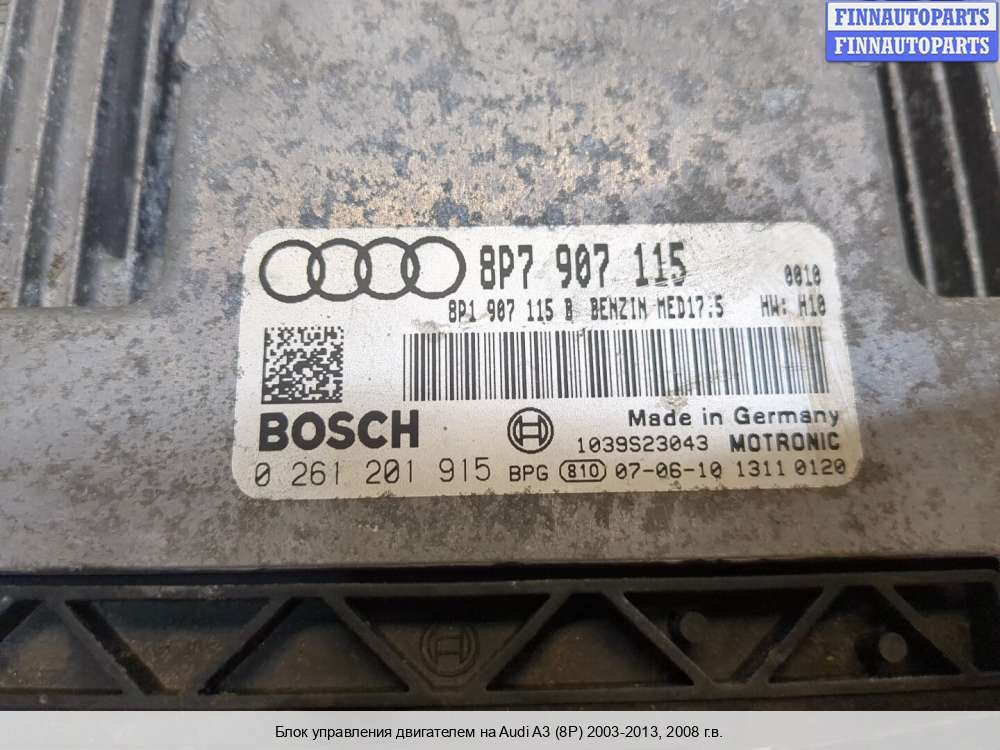 FINNAUTOPARTS
FINNAUTOPARTS
8P7 907 115 0010
8P1 907 115 B BENZIN MED17.5 HW: H10
Made in Germany
BOSCH 1039S23043 MOTRONIC
0 261 201 915 BPG 810 07-06-10 1311 0120
Блок управления двигателем на Audi A3 (8P) 2003-2013, 2008 г.в.